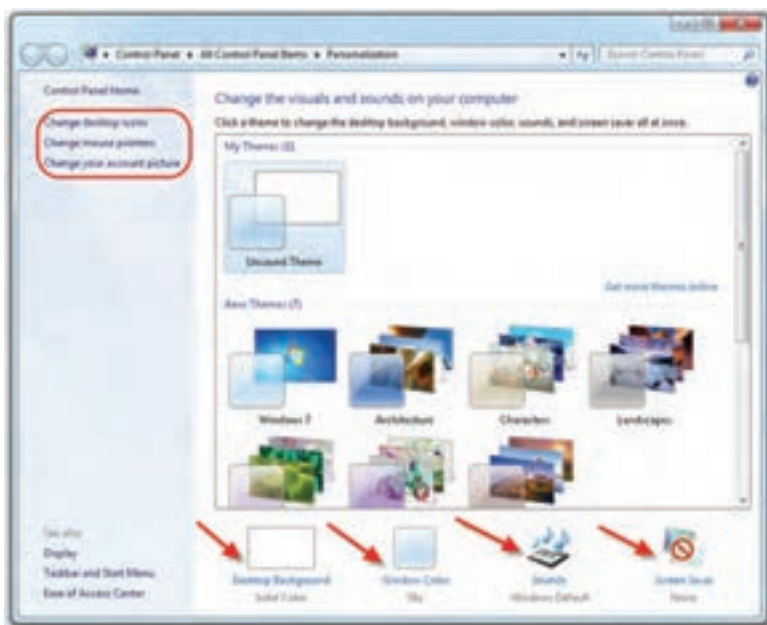 Control Panel ▸ All Control Panel Items ▸ Personalization
Search Control Panel
Control Panel Home
Change desktop icons
Change mouse pointers
Change your account picture
Change the visuals and sounds on your computer
Click a theme to change the desktop background, window color, sounds, and screen saver all at once.
My Themes
Unsaved Theme
Get more themes online
Aero Themes (7)
Windows 7
Architecture
Characters
Landscapes
See also
Display
Taskbar and Start Menu
Ease of Access Center
Desktop Background
Solid Color
Window Color
Sky
Sounds
Windows Default
Screen Saver
None